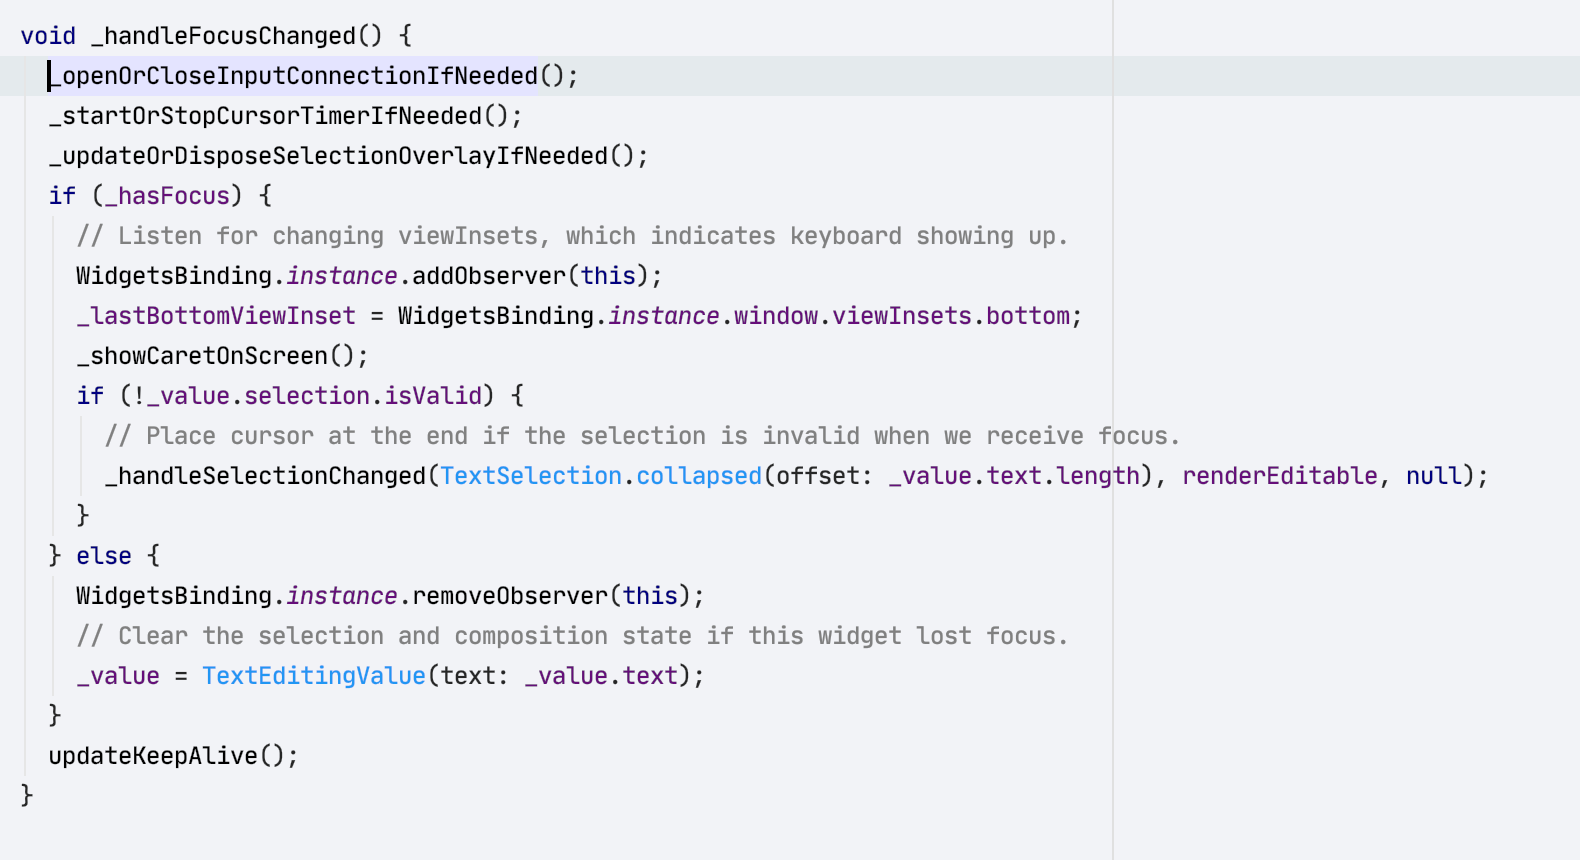 void _handleFocusChanged() {
_openOrCloseInputConnectionIfNeeded();
_startOrStopCursorTimerIfNeeded();
_updateOrDisposeSelectionOverlayIfNeeded();
if (_hasFocus) {
// Listen for changing viewInsets, which indicates keyboard showing up.
WidgetsBinding.instance.addObserver(this);
_lastBottomViewInset = WidgetsBinding.instance.window.viewInsets.bottom;
_showCaretOnScreen();
if (!_value.selection.isValid) {
// Place cursor at the end if the selection is invalid when we receive focus.
_handleSelectionChanged(TextSelection.collapsed(offset: _value.text.length), renderEditable, null);
}
} else {
WidgetsBinding.instance.removeObserver(this);
// Clear the selection and composition state if this widget lost focus.
_value = TextEditingValue(text: _value.text);
}
updateKeepAlive();
}